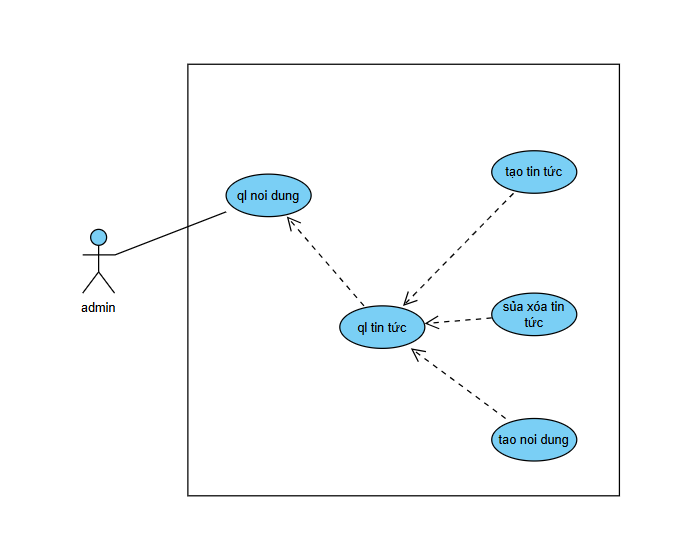 tạo tin tức
ql noi dung
admin
sủa xóa tin
tức
ql tin tức
tao noi dung